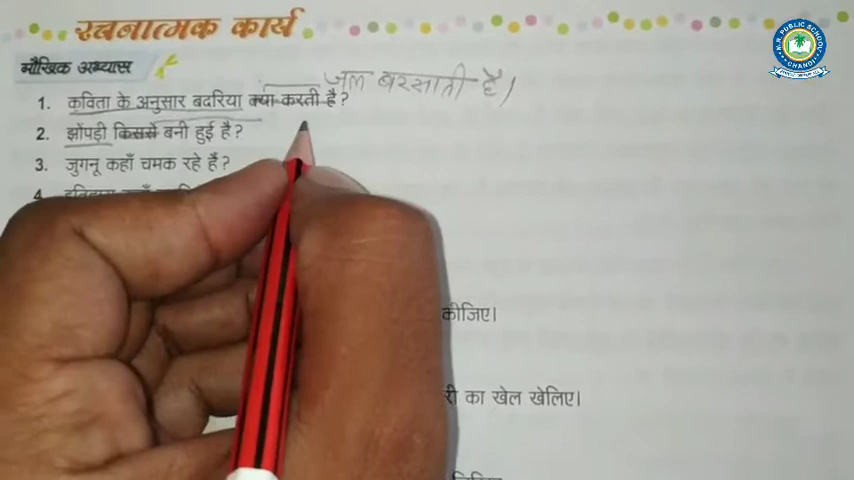 रचनात्मक कार्य
मौखिक अभ्यास
जल बरसाती है।
1. कविता के अनुसार बदरिया क्या करती है?
2. झोंपड़ी किससे बनी हुई है?
3. जुगनू कहाँ चमक रहे हैं?
4.
कीजिए।
री का खेल खेलिए।
M.R. PUBLIC SCHOOL
CHANDI